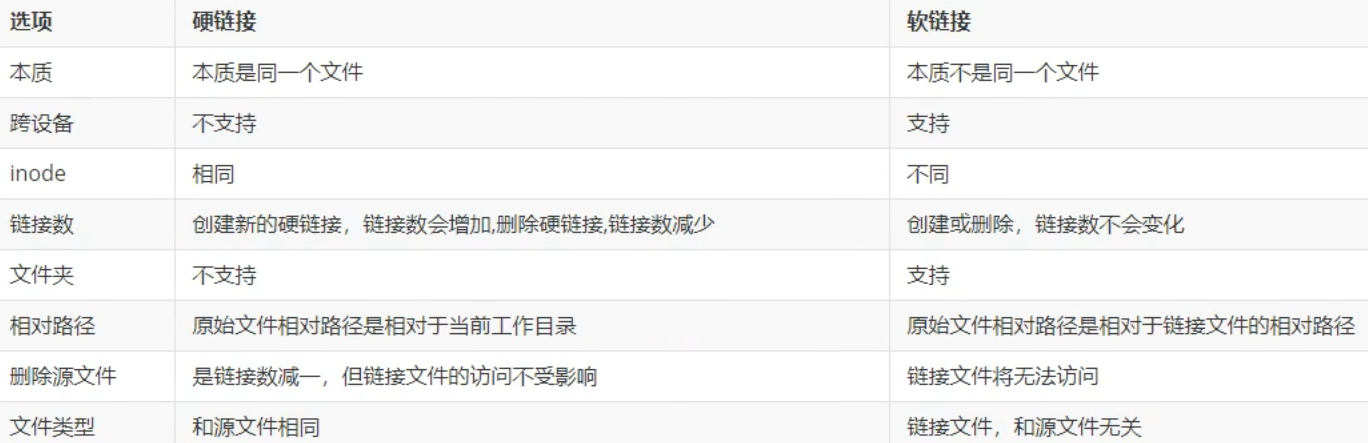 选项 硬链接 软链接
本质 本质是同一个文件 本质不是同一个文件
跨设备 不支持 支持
inode 相同 不同
链接数 创建新的硬链接，链接数会增加,删除硬链接,链接数减少 创建或删除，链接数不会变化
文件夹 不支持 支持
相对路径 原始文件相对路径是相对于当前工作目录 原始文件相对路径是相对于链接文件的相对路径
删除源文件 是链接数减一，但链接文件的访问不受影响 链接文件将无法访问
文件类型 和源文件相同 链接文件，和源文件无关